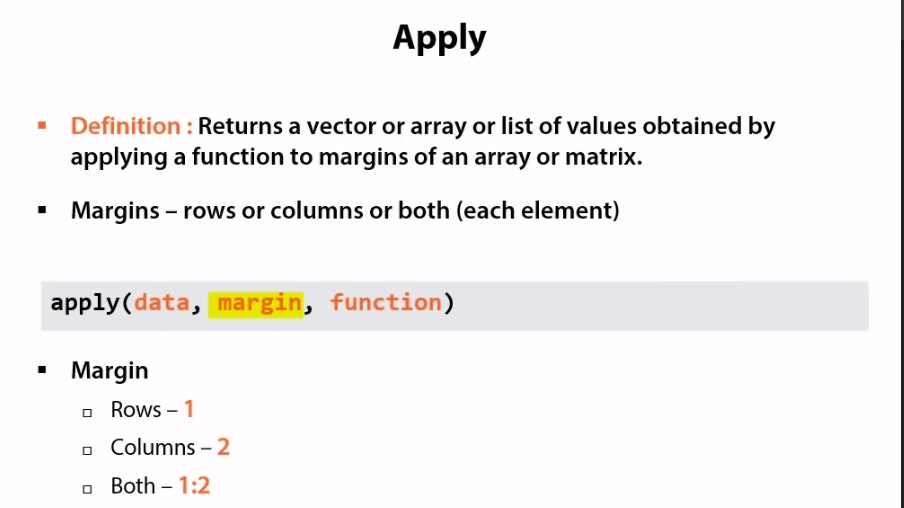 Apply
▪ Definition : Returns a vector or array or list of values obtained by
applying a function to margins of an array or matrix.
▪ Margins – rows or columns or both (each element)
apply(data, margin, function)
▪ Margin
▫ Rows – 1
▫ Columns – 2
▫ Both – 1:2